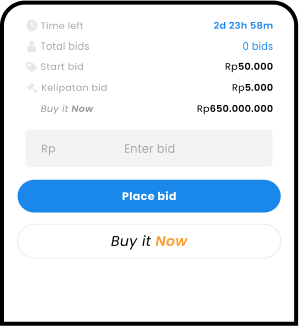 Time left 2d 23h 58m
Total bids 0 bids
Start bid Rp50.000
Kelipatan bid Rp5.000
Buy it Now Rp650.000.000
Rp Enter bid
Place bid
Buy it Now